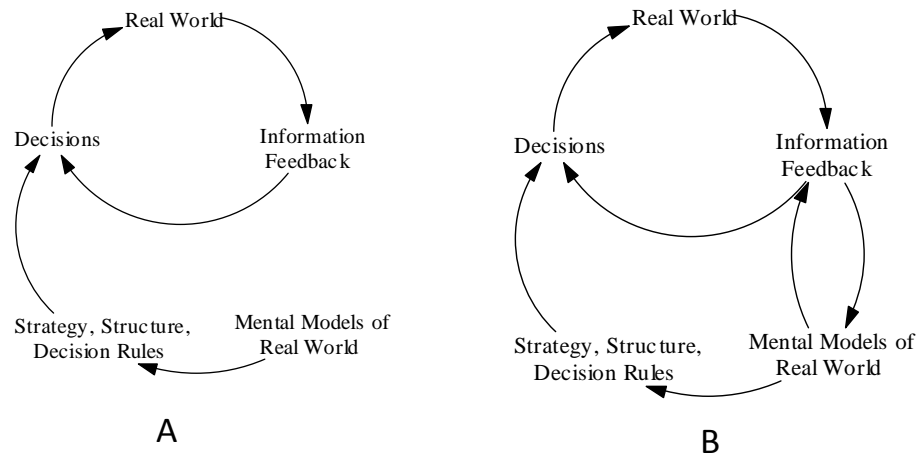 Real World
Decisions
Information
Feedback
Strategy, Structure,
Decision Rules
Mental Models of
Real World
A
Real World
Decisions
Information
Feedback
Strategy, Structure,
Decision Rules
Mental Models of
Real World
B